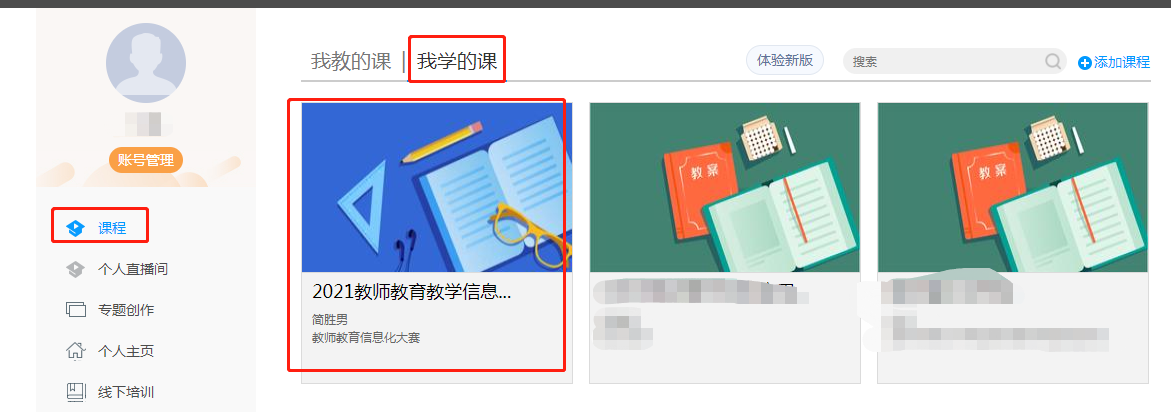 我教的课 | 我学的课
体验新版
搜索
添加课程
账号管理
课程
个人直播间
专题创作
个人主页
线下培训
教案
教案
2021教师教育教学信息...
简胜男
教师教育信息化大赛